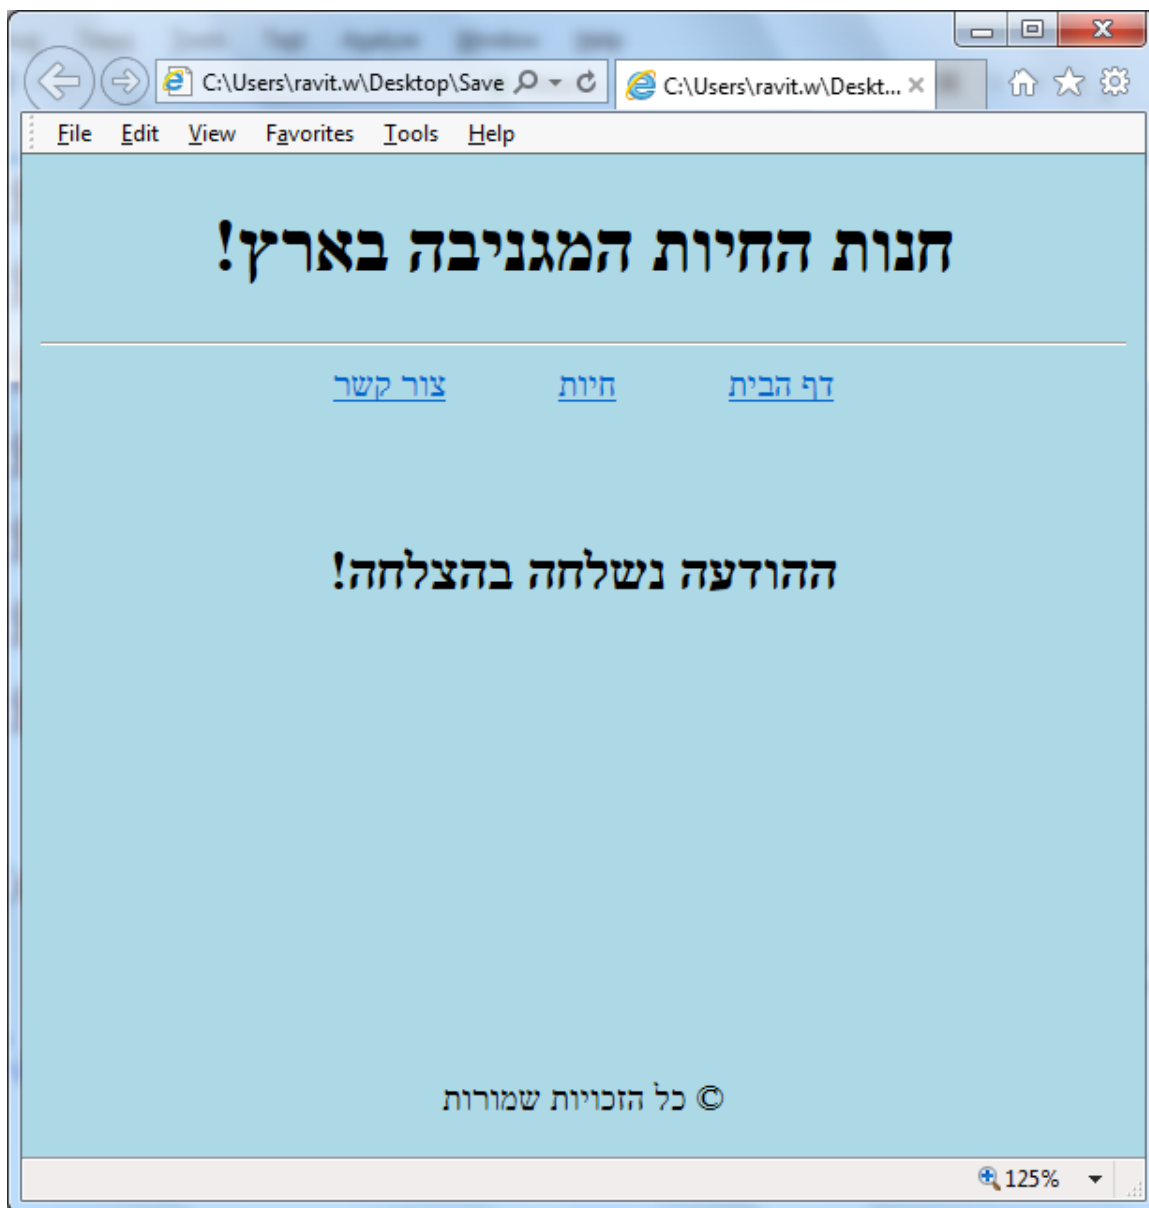 C:\Users\ravit.w\Desktop\Save
C:\Users\ravit.w\Deskt...
File Edit View Favorites Tools Help
חנות החיות המגניבה בארץ!
דף הבית חיות צור קשר
ההודעה נשלחה בהצלחה!
© כל הזכויות שמורות
125%